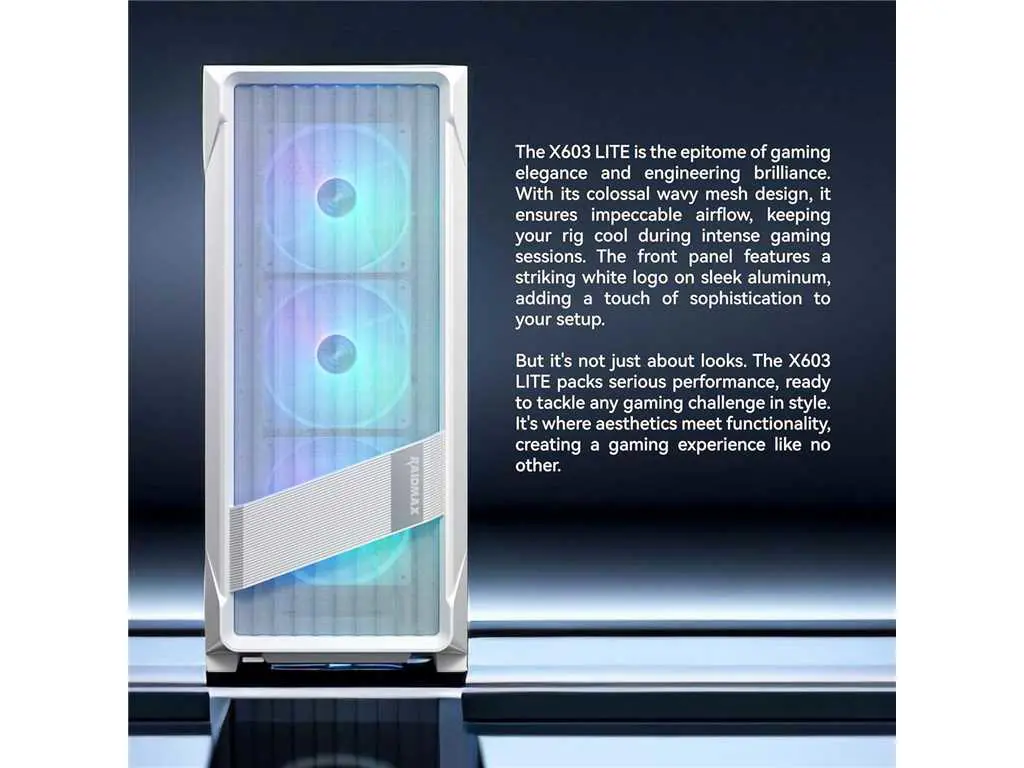 The X603 LITE is the epitome of gaming
elegance and engineering brilliance.
With its colossal wavy mesh design, it
ensures impeccable airflow, keeping
your rig cool during intense gaming
sessions. The front panel features a
striking white logo on sleek aluminum,
adding a touch of sophistication to
your setup.
But it's not just about looks. The X603
LITE packs serious performance, ready
to tackle any gaming challenge in style.
It's where aesthetics meet functionality,
creating a gaming experience like no
other.
RAIDMAX